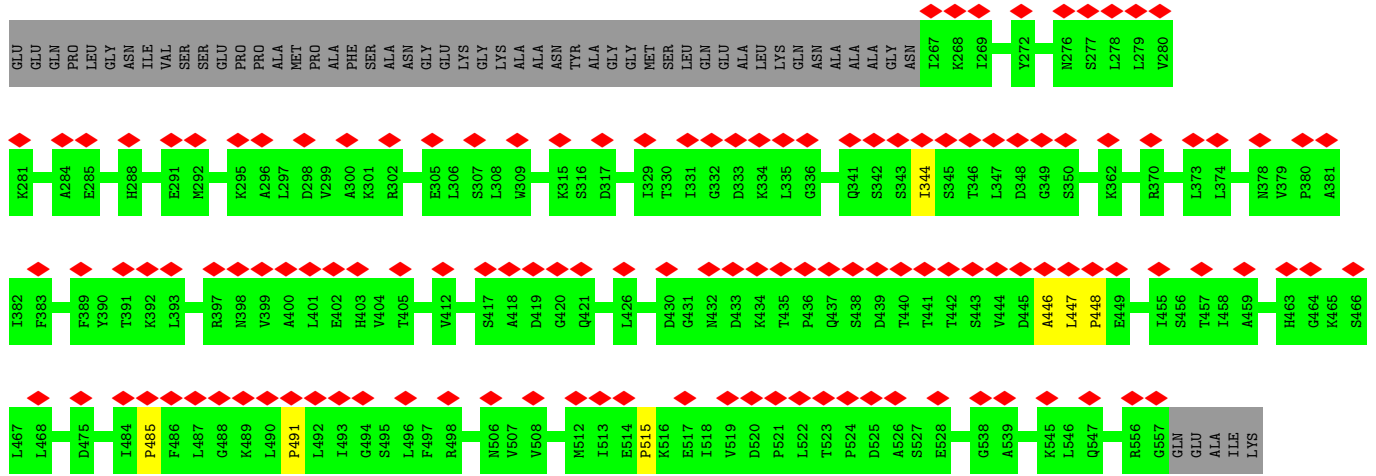 GLU GLU GLN PRO LEU GLY ASN ILE VAL SER SER GLU PRO PRO ALA MET PRO ALA PHE SER ALA ASN GLY GLU LYS GLY LYS ALA ALA ASN TYR ALA GLY GLY MET SER LEU GLN GLU ALA LEU LYS GLN ASN ALA ALA ALA GLY ASN I267 K268 I269 Y272 N276 S277 L278 L279 V280
K281 A284 E285 H288 E291 M292 K295 A296 L297 D298 V299 A300 K301 R302 E305 L306 S307 L308 W309 K315 S316 D317 I329 T330 I331 G332 D333 K334 L335 G336 Q341 S342 S343 I344 S345 T346 L347 D348 G349 S350 K362 R370 L373 L374 N378 V379 P380 A381
I382 F383 F389 Y390 T391 K392 L393 R397 N398 V399 A400 L401 E402 H403 V404 T405 V412 S417 A418 D419 G420 Q421 L426 D430 G431 N432 D433 K434 T435 P436 Q437 S438 D439 T440 T441 T442 S443 V444 D445 A446 L447 P448 E449 I455 S456 T457 I458 A459 H463 G464 K465 S466
L467 L468 D475 I484 P485 F486 L487 G488 K489 L490 P491 L492 I493 G494 S495 L496 F497 R498 N506 V507 V508 M512 I513 E514 P515 K516 E517 I518 V519 D520 P521 L522 T523 P524 D525 A526 S527 E528 G538 A539 K545 L546 Q547 R556 G557 GLN GLU ALA ILE LYS